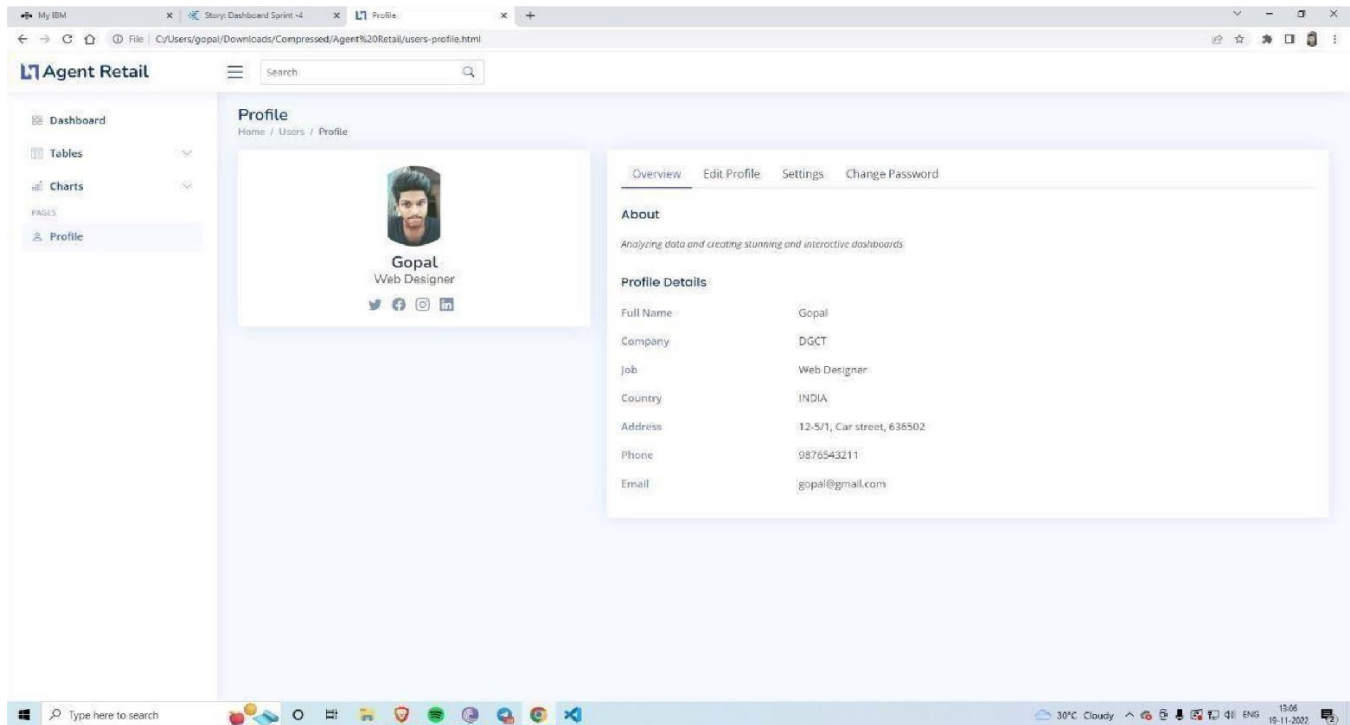 My IBM
Story: Dashboard Sprint -4
Profile
File C:/Users/gopal/Downloads/Compressed/Agent%20Retail/users-profile.html
Agent Retail
Search
Dashboard
Tables
Charts
PAGES
Profile
Profile
Home / Users / Profile
Gopal
Web Designer
Overview Edit Profile Settings Change Password
About
Analyzing data and creating stunning and interactive dashboards
Profile Details
Full Name Gopal
Company DGCT
Job Web Designer
Country INDIA
Address 12-5/1, Car street, 636502
Phone 9876543211
Email gopal@gmail.com
Type here to search
30°C Cloudy
ENG
13:06
19-11-2022